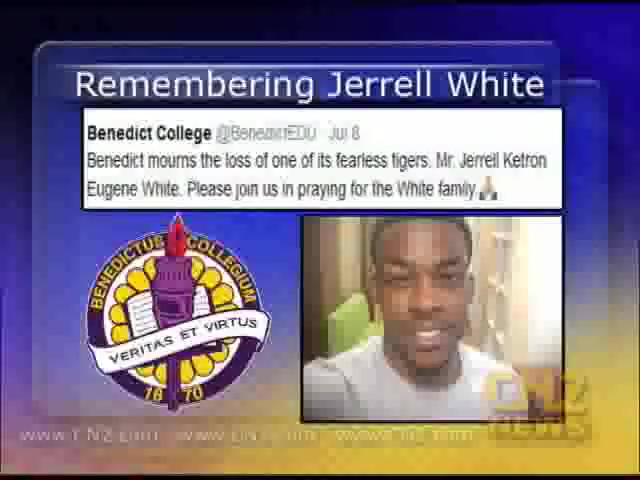 Remembering Jerrell White
Benedict College @BenedictEDU Jul 8
Benedict mourns the loss of one of its fearless tigers. Mr. Jerrell Ketron
Eugene White. Please join us in praying for the White family 🙏🏽
BENEDICTUS COLLEGIUM
VERITAS ET VIRTUS
18 70
CN2
NEWS